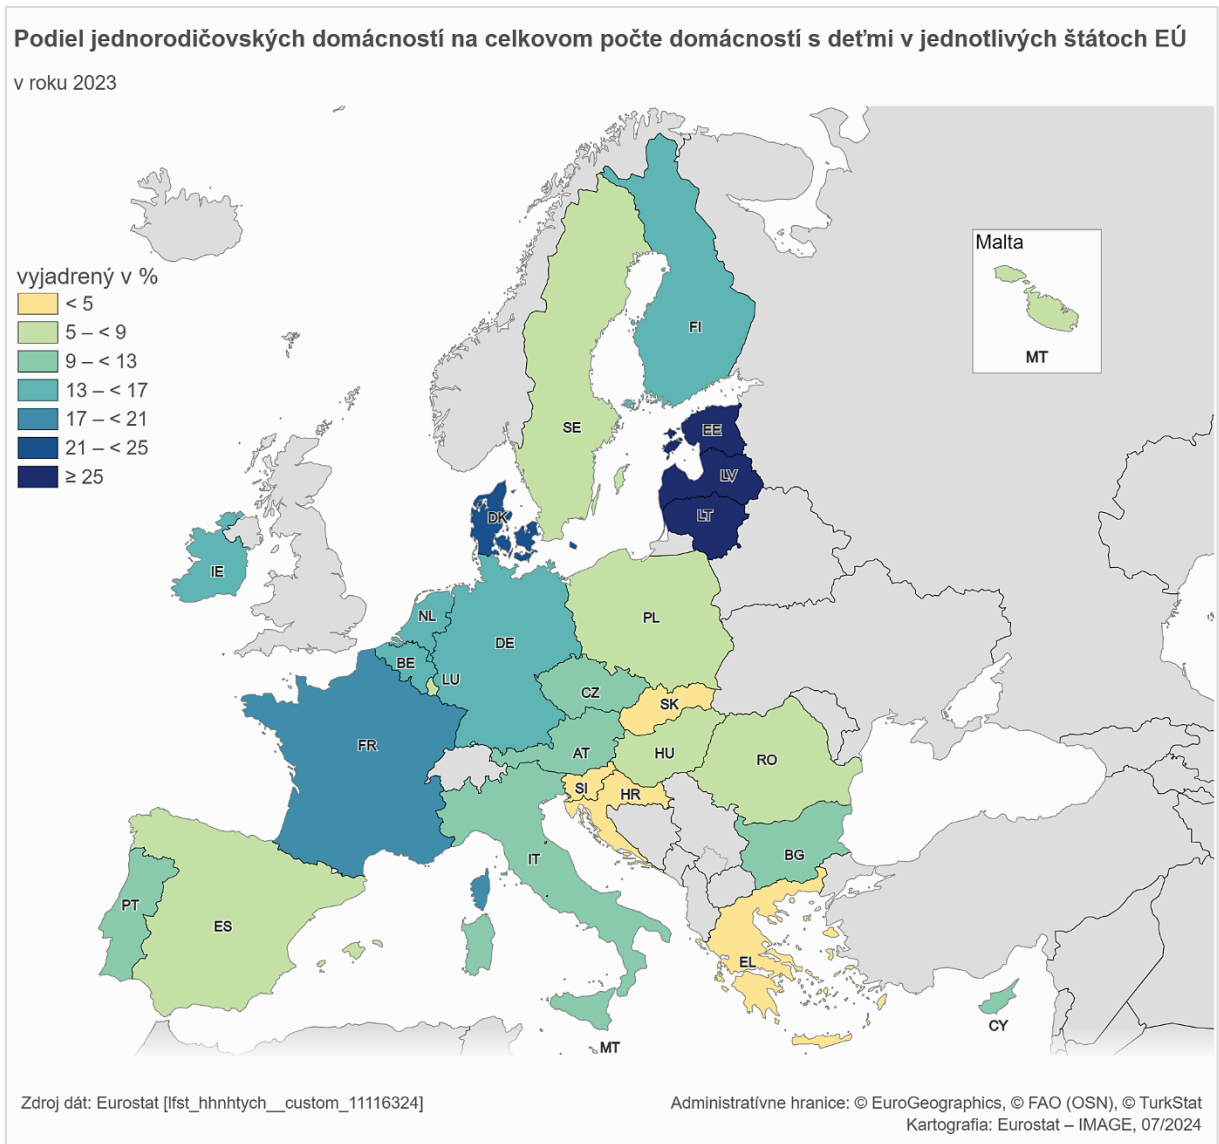 Podiel jednorodičovských domácností na celkovom počte domácností s deťmi v jednotlivých štátoch EÚ
v roku 2023
Malta
MT
vyjadrený v %
< 5
5 – < 9
9 – < 13
13 – < 17
17 – < 21
21 – < 25
≥ 25
FI
SE
EE
LV
LT
DK
IE
NL
PL
DE
BE
LU
CZ
SK
FR
AT
HU
RO
SI
HR
IT
BG
PT
ES
EL
CY
MT
Zdroj dát: Eurostat [lfst_hhnhtych__custom_11116324]
Administratívne hranice: © EuroGeographics, © FAO (OSN), © TurkStat
Kartografia: Eurostat – IMAGE, 07/2024